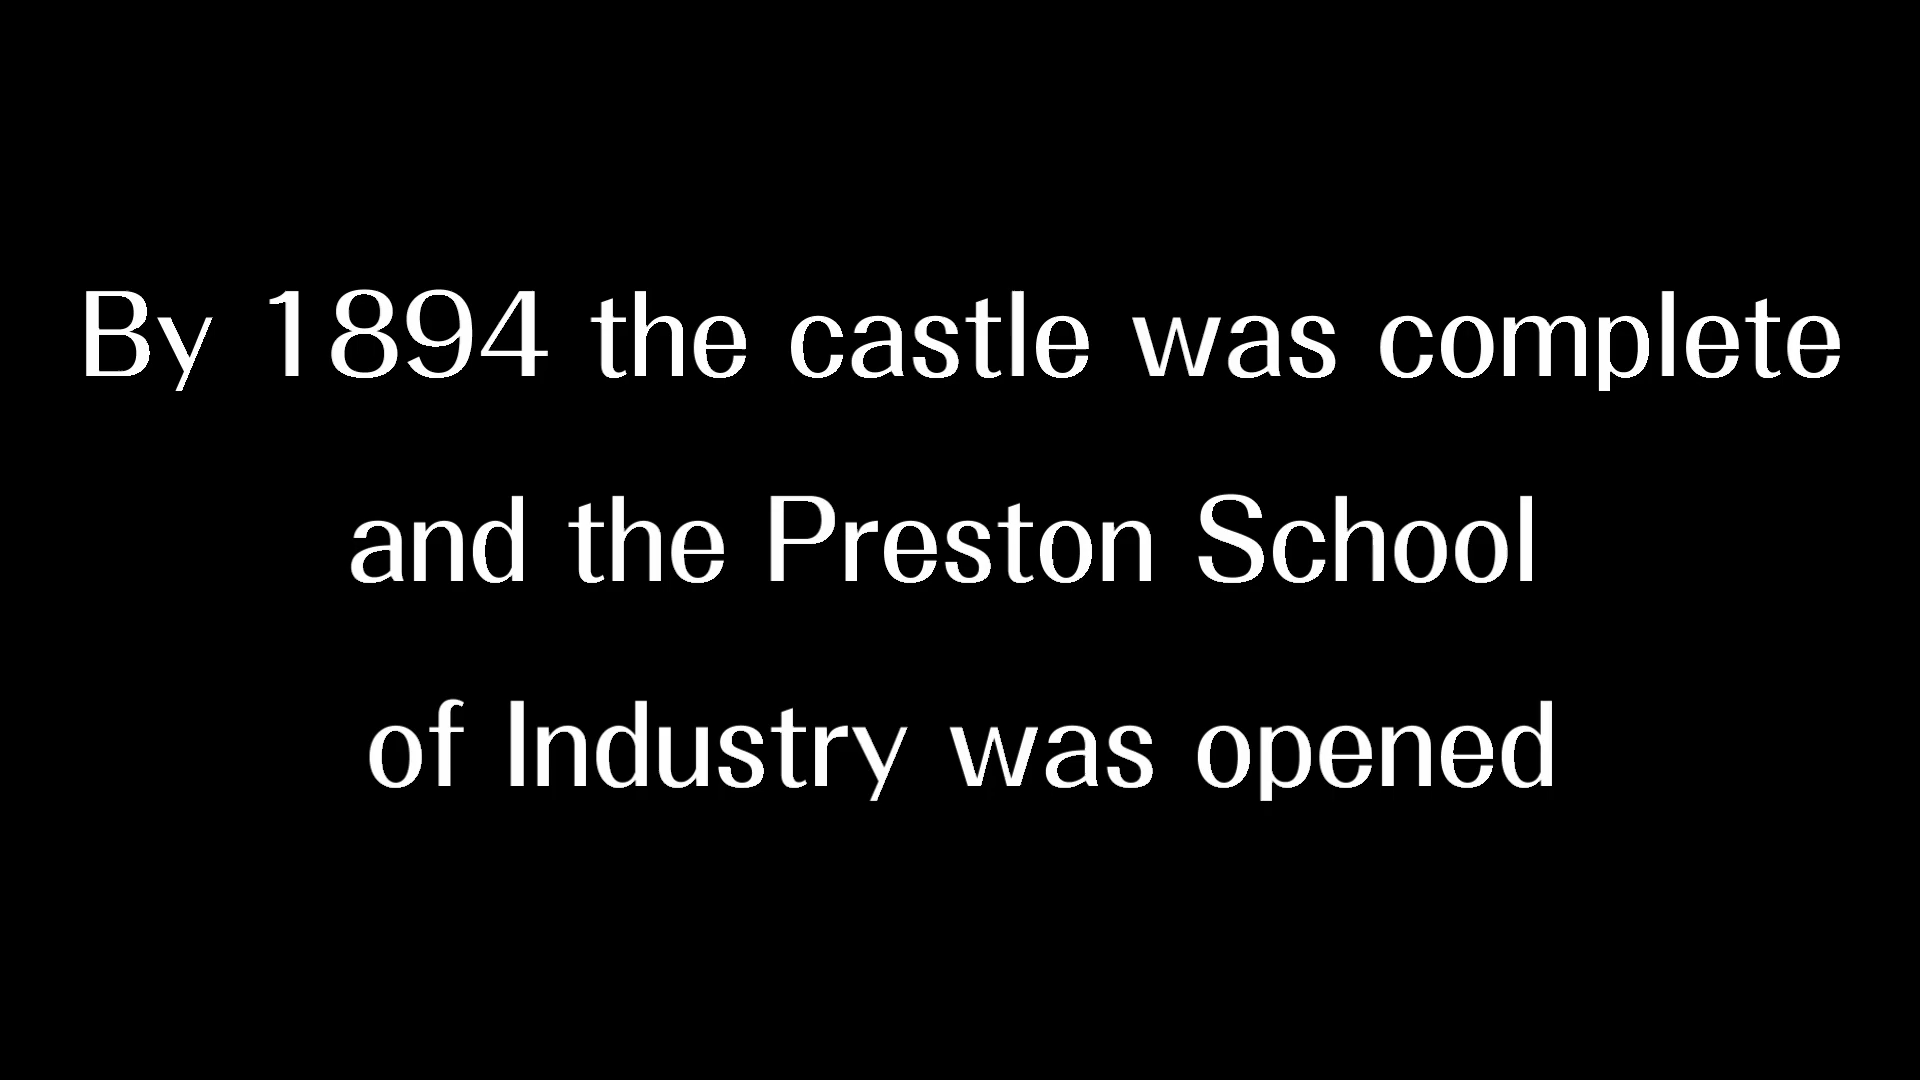 By 1894 the castle was complete
and the Preston School
of Industry was opened